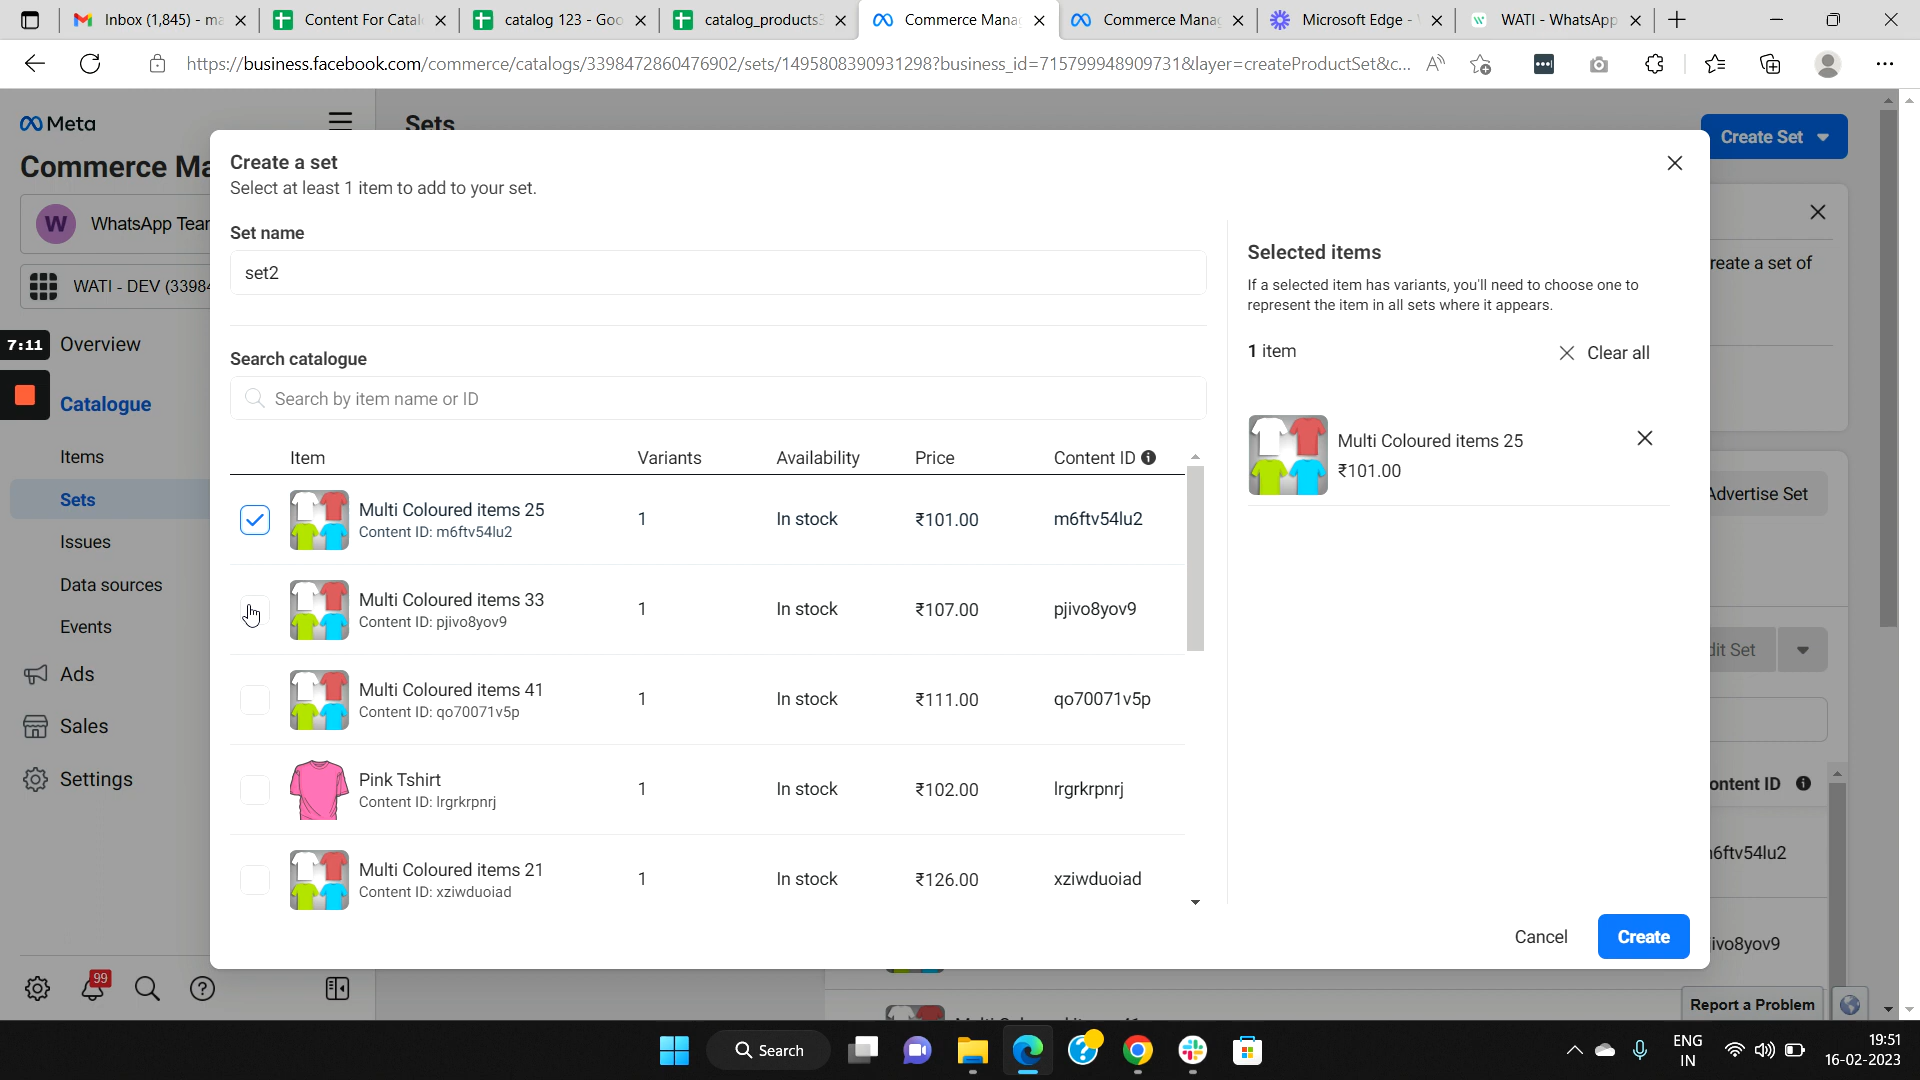 Inbox (1,845) - ma
Content For Catal
catalog 123 - Goo
catalog_products
Commerce Mana
Commerce Mana
Microsoft Edge -
WATI - WhatsApp
https://business.facebook.com/commerce/catalogs/3398472860476902/sets/1495808390931298?business_id=715799948909731&layer=createProductSet&c...
Meta
Commerce Ma
W
WhatsApp Tear
WATI - DEV (3398
7:11
Overview
Catalogue
Items
Sets
Issues
Data sources
Events
Ads
Sales
Settings
99
Sets
Create Set
reate a set of
Advertise Set
dit Set
ontent ID
ivo8yov9
Report a Problem
Create a set
Select at least 1 item to add to your set.
Set name
set2
Search catalogue
Search by item name or ID
Item Variants Availability Price Content ID
Multi Coloured items 25
Content ID: m6ftv54lu2
1 In stock ₹101.00 m6ftv54lu2
Multi Coloured items 33
Content ID: pjivo8yov9
1 In stock ₹107.00 pjivo8yov9
Multi Coloured items 41
Content ID: qo70071v5p
1 In stock ₹111.00 qo70071v5p
Pink Tshirt
Content ID: lrgrkrpnrj
1 In stock ₹102.00 lrgrkrpnrj
Multi Coloured items 21
Content ID: xziwduoiad
1 In stock ₹126.00 xziwduoiad
Selected items
If a selected item has variants, you'll need to choose one to
represent the item in all sets where it appears.
1 item
Clear all
Multi Coloured items 25
₹101.00
Cancel
Create
Search
ENG
IN
19:51
16-02-2023